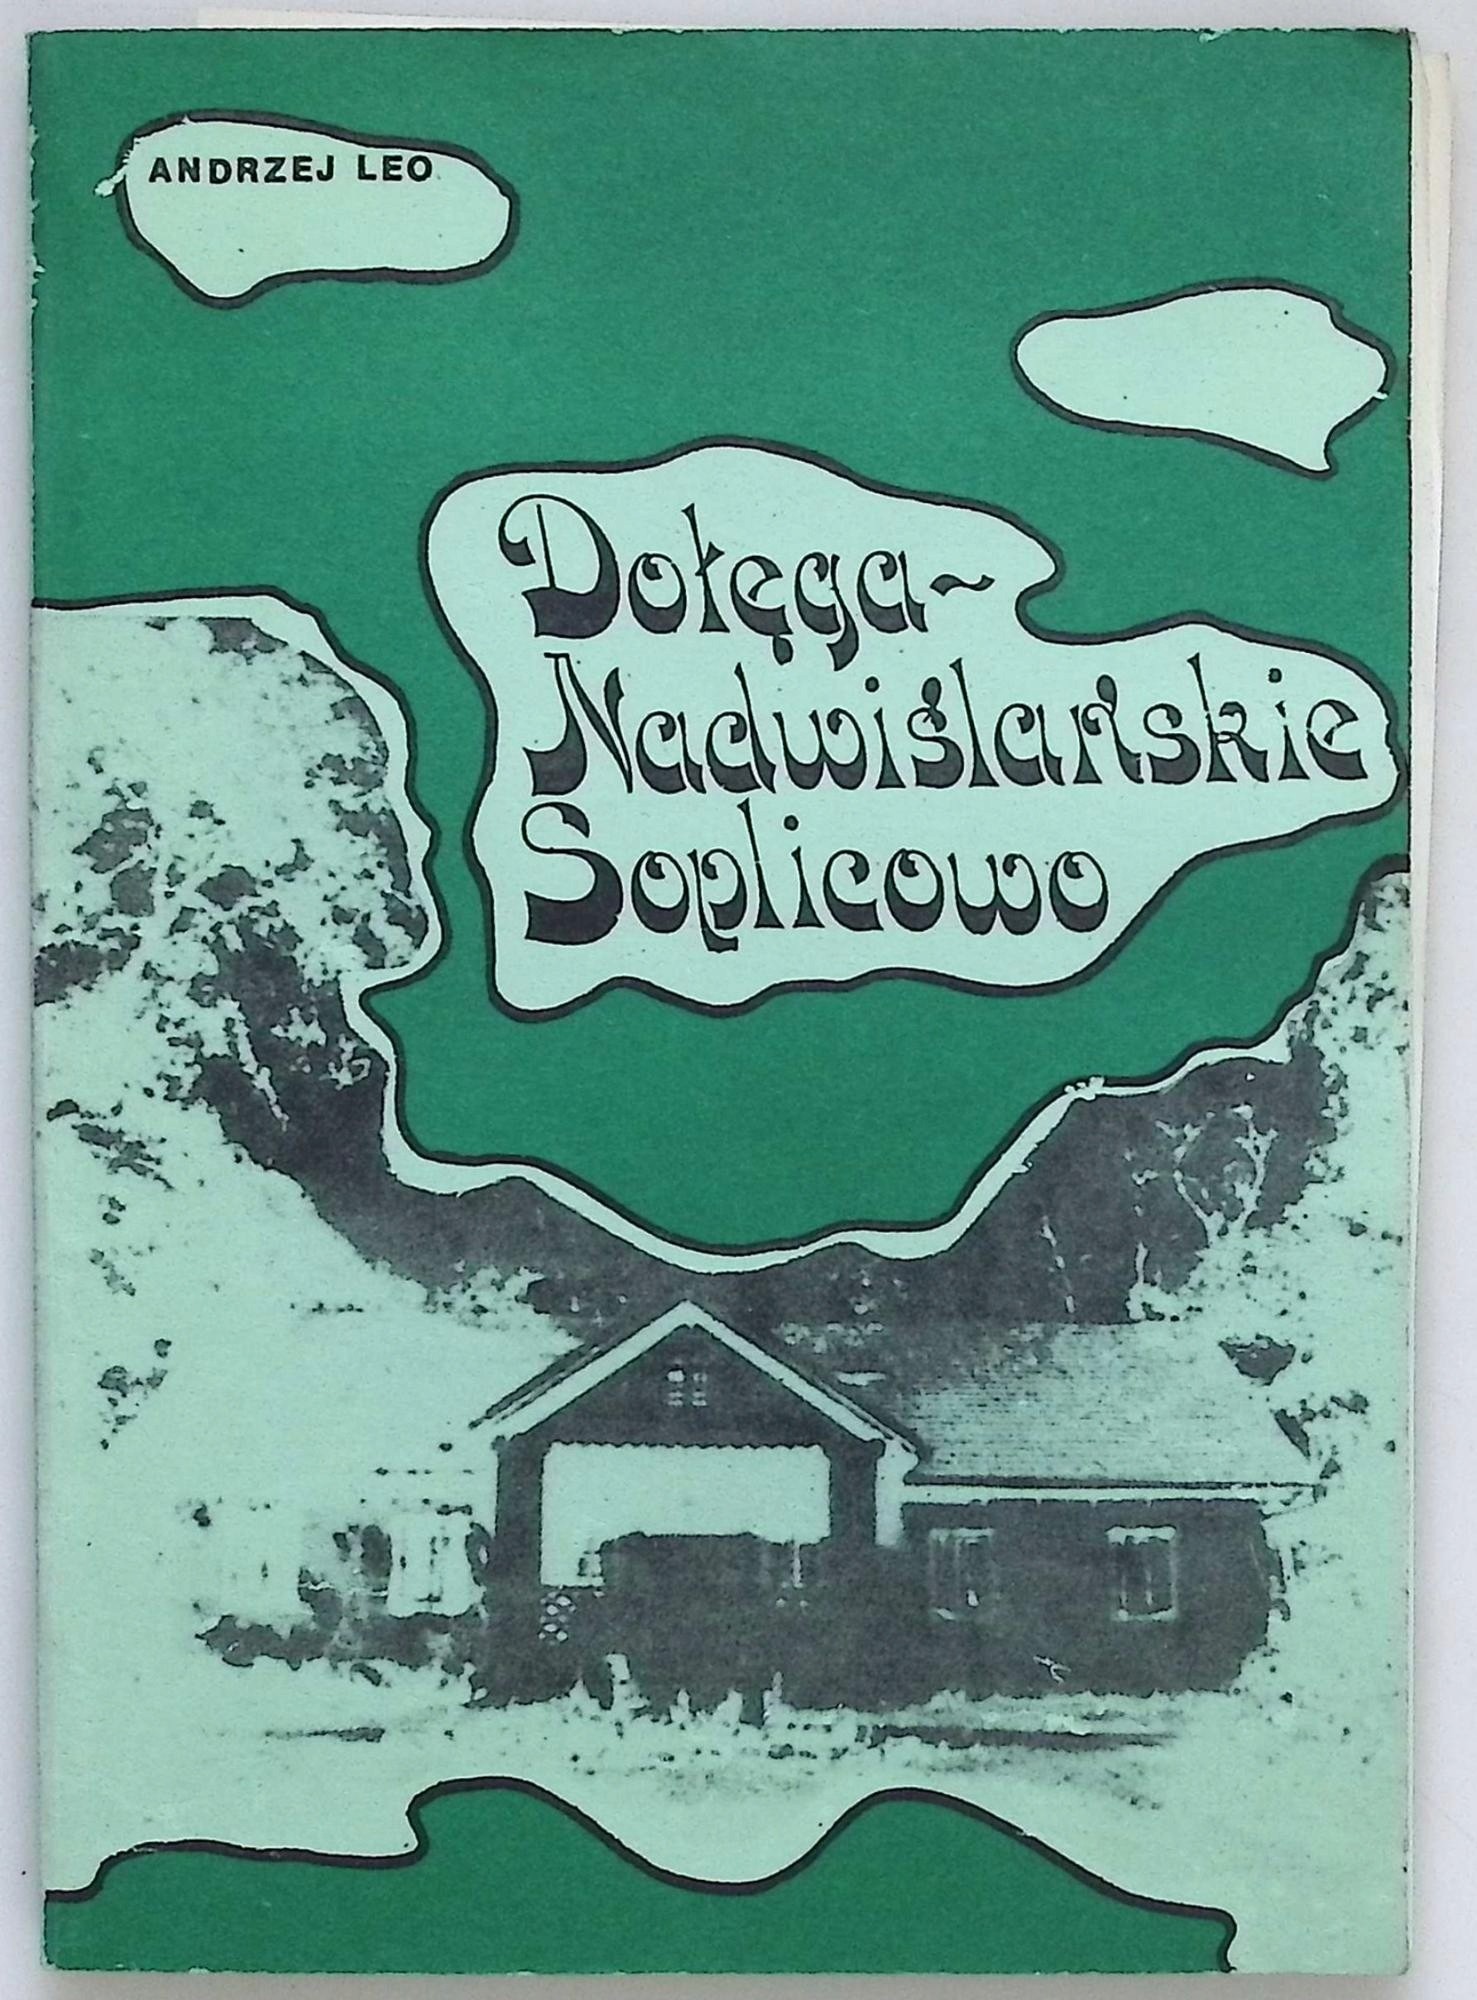 ANDRZEJ LEO
Dołęga-
Nadwiślańskie
Soplicowo